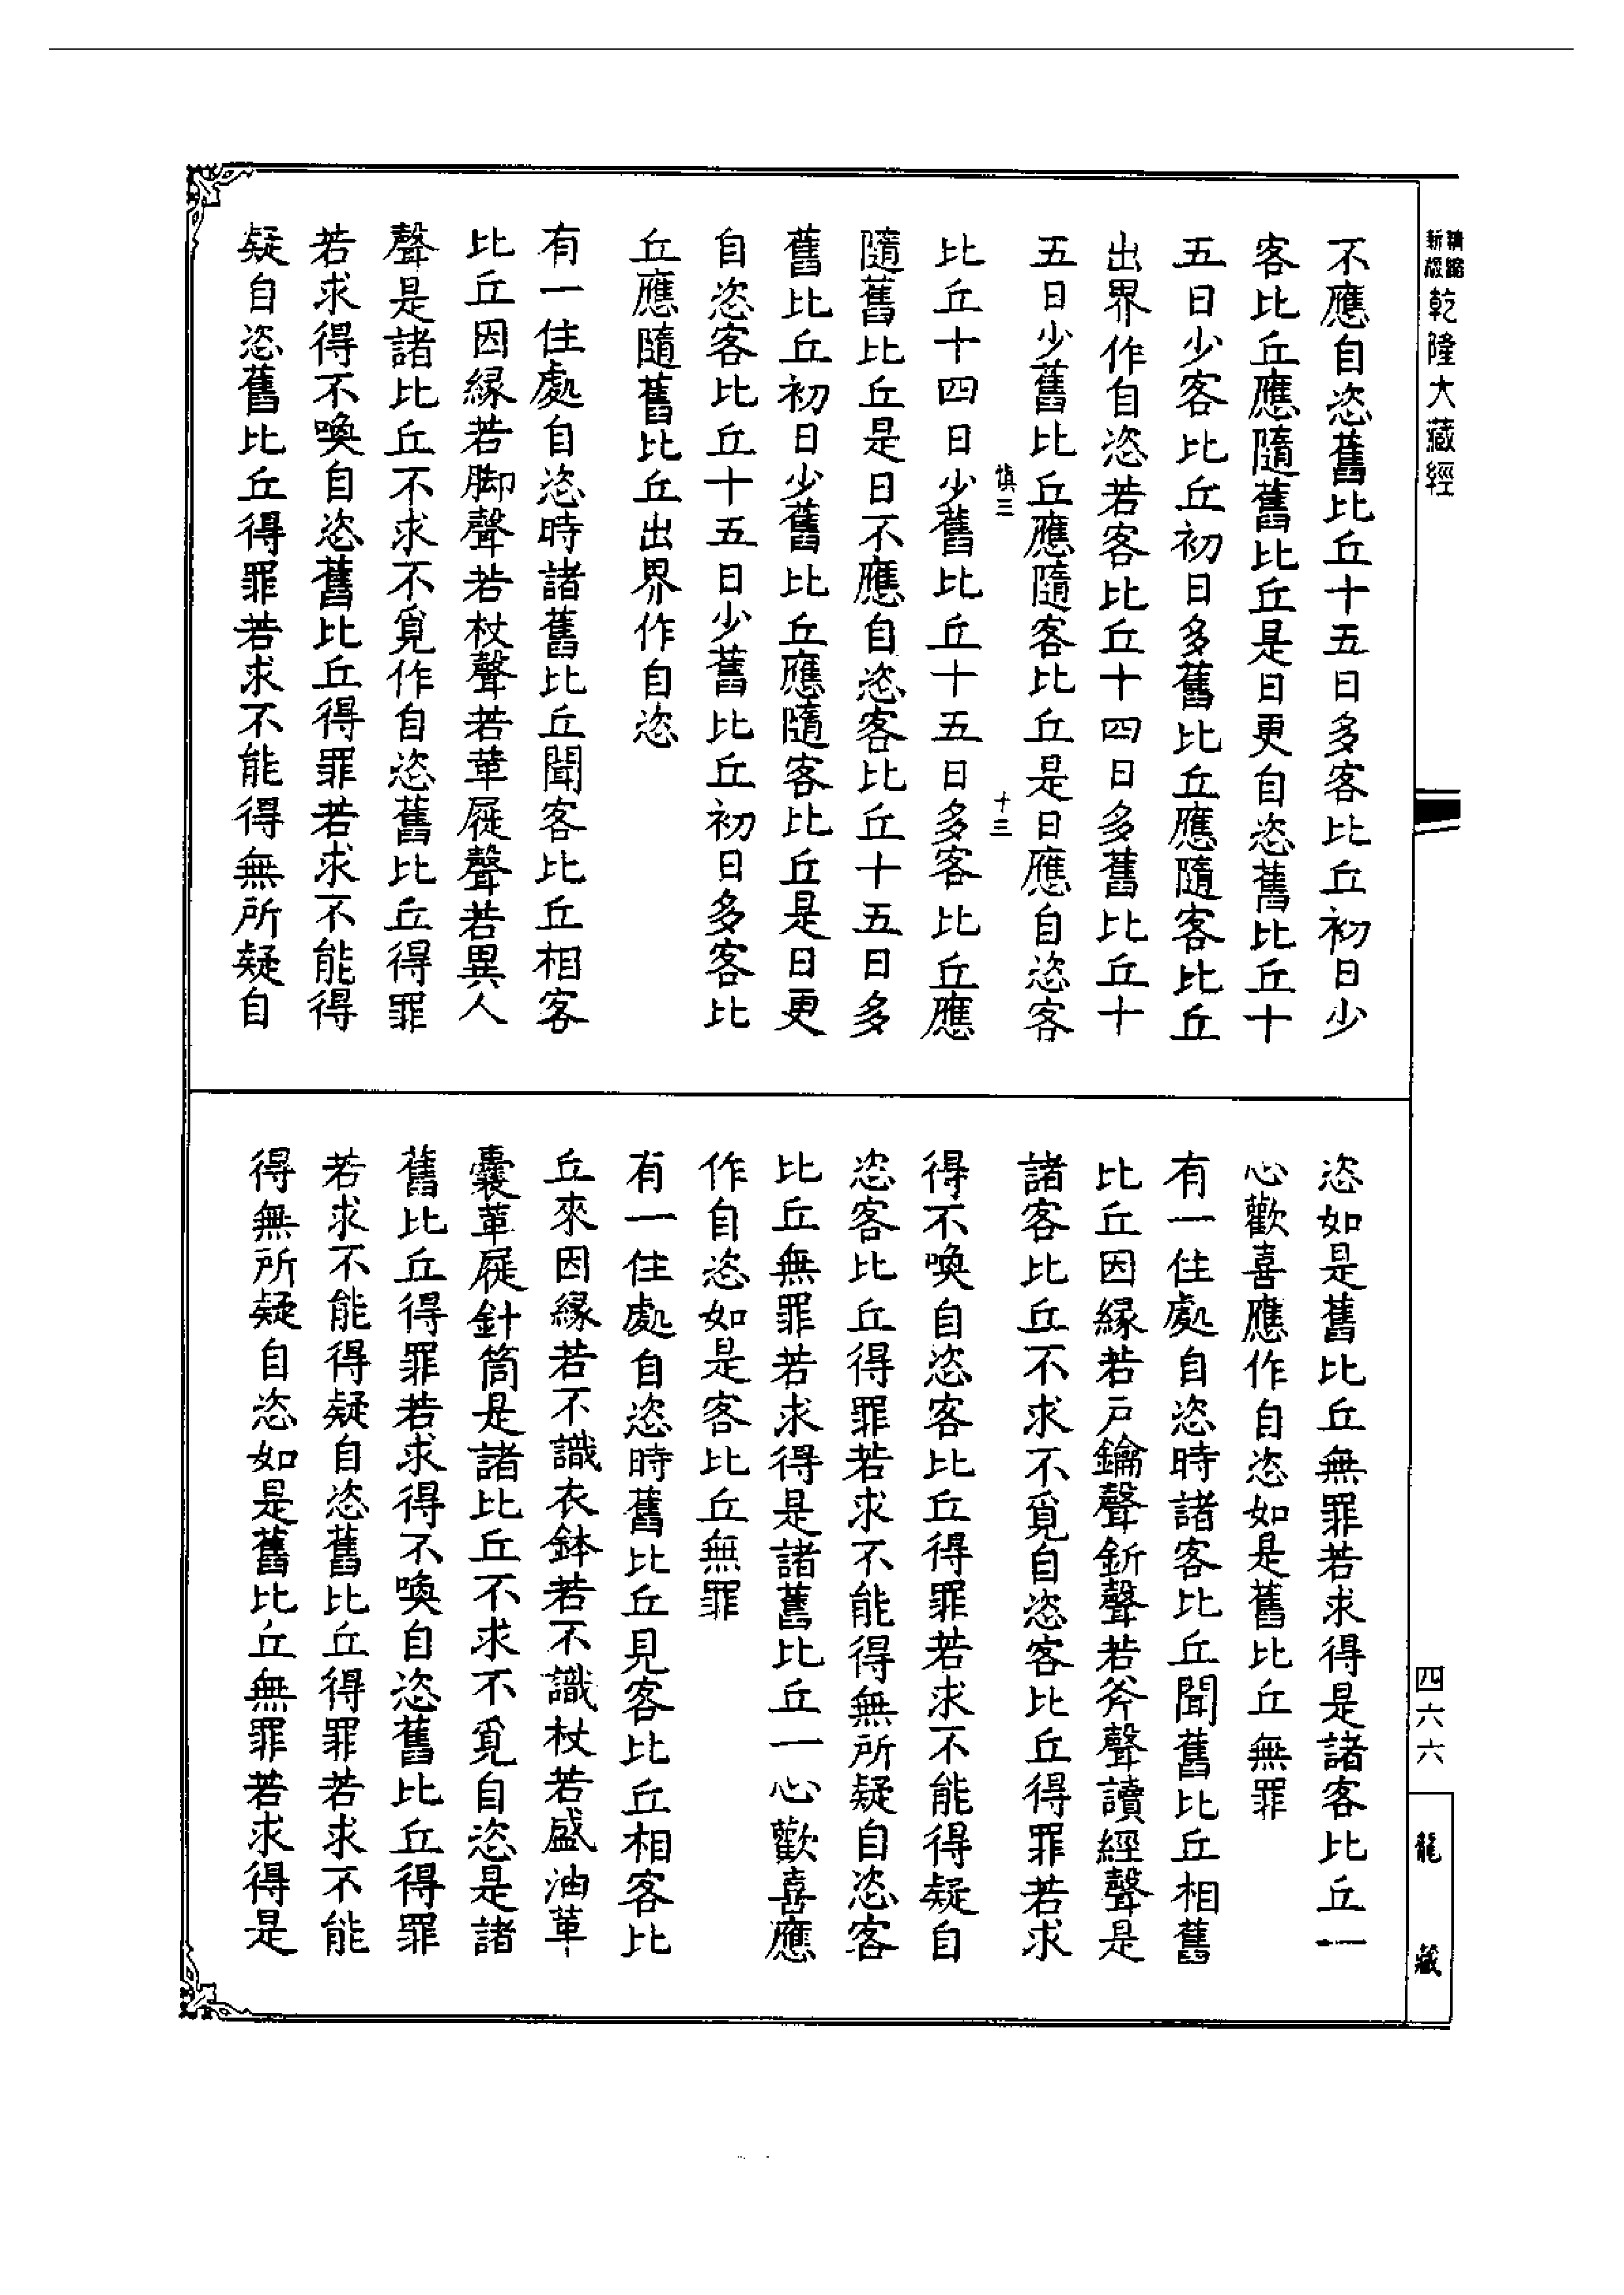 精縮新版乾隆大藏經
不應自恣舊比丘十五日多客比丘初日少
客比丘應隨舊比丘是日更自恣舊比丘十
五日少客比丘初日多舊比丘應隨客比丘
出界作自恣若客比丘十四日多舊比丘十
五日少舊比丘應隨客比丘是日應自恣客
慎三
十三
比丘十四日少舊比丘十五日多客比丘應
隨舊比丘是日不應自恣客比丘十五日多
舊比丘初日少舊比丘應隨客比丘是日更
自恣客比丘十五日少舊比丘初日多客比
丘應隨舊比丘出界作自恣
有一住處自恣時諸舊比丘聞客比丘相客
比丘因緣若脚聲若杖聲若革屣聲若異人
聲是諸比丘不求不覓作自恣舊比丘得罪
若求得不喚自恣舊比丘得罪若求不能得
疑自恣舊比丘得罪若求不能得無所疑自
恣如是舊比丘無罪若求得是諸客比丘一
心歡喜應作自恣如是舊比丘無罪
有一住處自恣時諸客比丘聞舊比丘相舊
比丘因緣若戶鑰聲釿聲若斧聲讀經聲是
諸客比丘不求不覓自恣客比丘得罪若求
得不喚自恣客比丘得罪若求不能得疑自
恣客比丘得罪若求不能得無所疑自恣客
比丘無罪若求得是諸舊比丘一心歡喜應
作自恣如是客比丘無罪
有一住處自恣時舊比丘見客比丘相客比
丘來因緣若不識衣鉢若不識杖若盛油革
囊革屣針筒是諸比丘不求不覓自恣是諸
舊比丘得罪若求得不喚自恣舊比丘得罪
若求不能得疑自恣舊比丘得罪若求不能
得無所疑自恣如是舊比丘無罪若求得是
四六六
龍藏